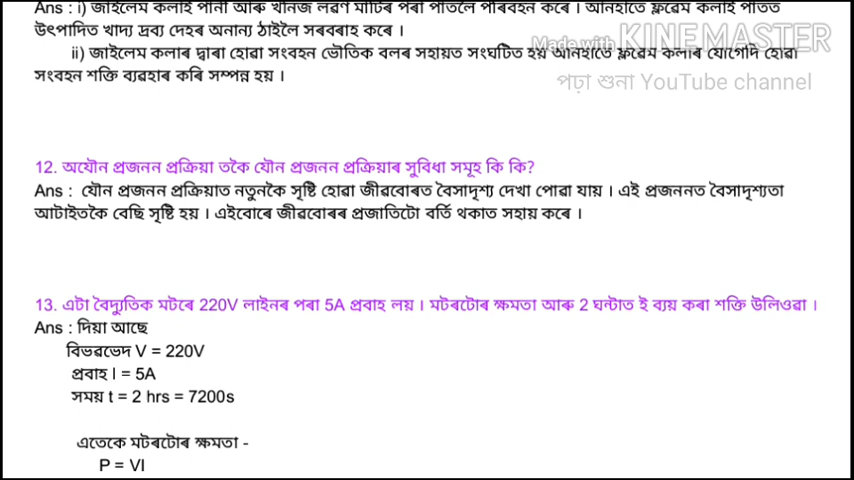 Ans : i) জাইলেম কলাই পানী আৰু খনিজ লৱণ মাটিৰ পৰা পাতলৈ পৰিবহন কৰে । আনহাতে ফ্লৱেম কলাই পাতত
উৎপাদিত খাদ্য দ্ৰব্য দেহৰ অনান্য ঠাইলৈ সৰবৰাহ কৰে ।
Made with KINEMASTER
ii) জাইলেম কলাৰ দ্বাৰা হোৱা সংবহন ভৌতিক বলৰ সহায়ত সংঘটিত হয় আনহাতে ফ্লৱেম কলাৰ যোগেদি হোৱা
সংবহন শক্তি ব্যৱহাৰ কৰি সম্পন্ন হয় ।
পঢ়া শুনা YouTube channel
12. অযৌন প্ৰজনন প্ৰক্ৰিয়া তকৈ যৌন প্ৰজনন প্ৰক্ৰিয়াৰ সুবিধা সমূহ কি কি?
Ans : যৌন প্ৰজনন প্ৰক্ৰিয়াত নতুনকৈ সৃষ্টি হোৱা জীৱবোৰত বৈসাদৃশ্য দেখা পোৱা যায় । এই প্ৰজননত বৈসাদৃশ্যতা
আটাইতকৈ বেছি সৃষ্টি হয় । এইবোৰে জীৱবোৰৰ প্ৰজাতিটো বৰ্তি থকাত সহায় কৰে ।
13. এটা বৈদ্যুতিক মটৰে 220V লাইনৰ পৰা 5A প্ৰবাহ লয় । মটৰটোৰ ক্ষমতা আৰু 2 ঘন্টাত ই ব্যয় কৰা শক্তি উলিওৱা ।
Ans : দিয়া আছে
বিভৱভেদ V = 220V
প্ৰবাহ I = 5A
সময় t = 2 hrs = 7200s
এতেকে মটৰটোৰ ক্ষমতা -
P = VI